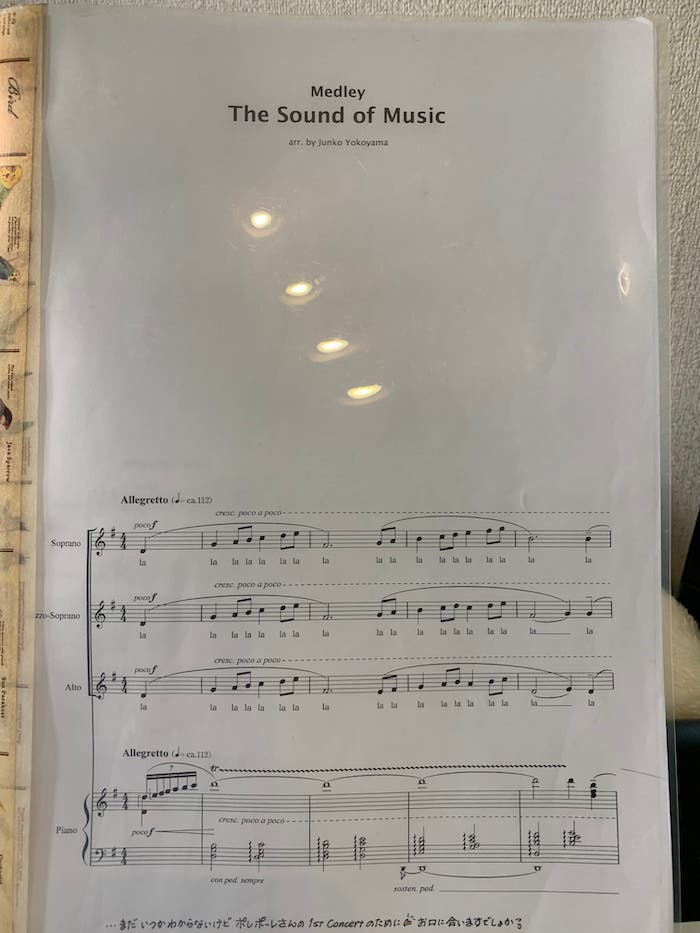 Bird
Java Sparrow
Medley
The Sound of Music
arr. by Junko Yokoyama
Allegretto (♩=ca.112)
cresc. poco a poco
poco f
Soprano
la la la la la la la la la la la la la la la la la
cresc. poco a poco
poco f
zzo-Soprano
la la la la la la la la la la la la la la la la la
cresc. poco a poco
poco f
Alto
la la la la la la la la la la la la la la la la la
Allegretto (♩=ca.112)
7
tr
Piano
cresc. poco a poco
poco f
con ped. sempre
sosten. ped.
...まだ いつかわからないけど ポレポーレさんの 1st Concert のために お口に合いますでしょうか?